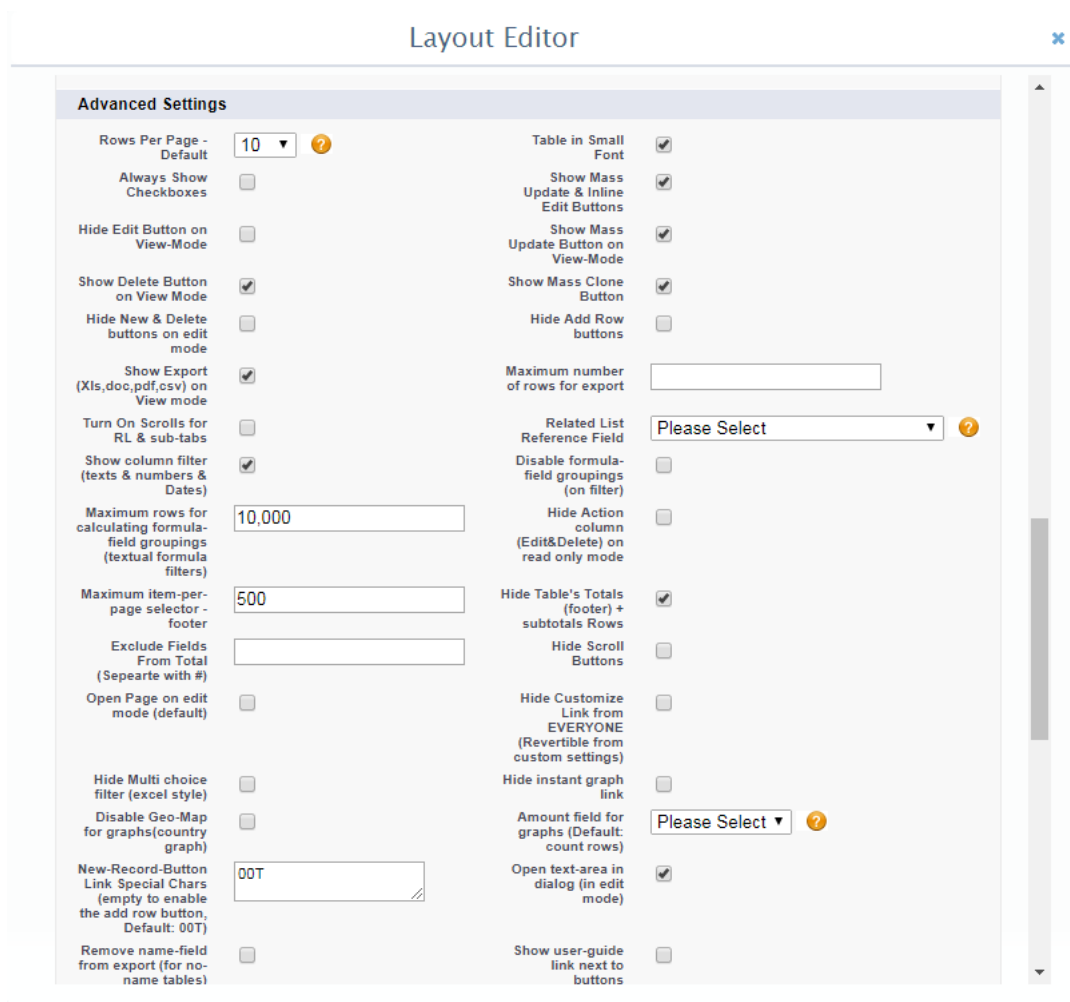 Layout Editor
Advanced Settings
Rows Per Page -
Default
10
Table in Small
Font
Always Show
Checkboxes
Show Mass
Update & Inline
Edit Buttons
Hide Edit Button on
View-Mode
Show Mass
Update Button on
View-Mode
Show Delete Button
on View Mode
Show Mass Clone
Button
Hide New & Delete
buttons on edit
mode
Hide Add Row
buttons
Show Export
(Xls,doc,pdf,csv) on
View mode
Maximum number
of rows for export
Turn On Scrolls for
RL & sub-tabs
Related List
Reference Field
Please Select
Show column filter
(texts & numbers &
Dates)
Disable formula-
field groupings
(on filter)
Maximum rows for
calculating formula-
field groupings
(textual formula
filters)
10,000
Hide Action
column
(Edit&Delete) on
read only mode
Maximum item-per-
page selector -
footer
500
Hide Table's Totals
(footer) +
subtotals Rows
Exclude Fields
From Total
(Sepearte with #)
Hide Scroll
Buttons
Open Page on edit
mode (default)
Hide Customize
Link from
EVERYONE
(Revertible from
custom settings)
Hide Multi choice
filter (excel style)
Hide instant graph
link
Disable Geo-Map
for graphs(country
graph)
Amount field for
graphs (Default:
count rows)
Please Select
New-Record-Button
Link Special Chars
(empty to enable
the add row button,
Default: 00T)
00T
Open text-area in
dialog (in edit
mode)
Remove name-field
from export (for no-
name tables)
Show user-guide
link next to
buttons